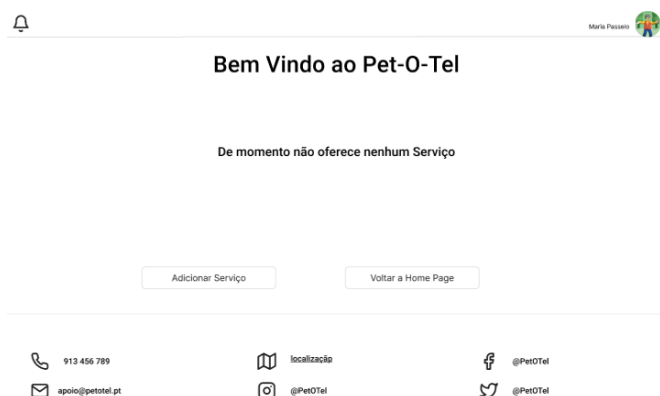 Maria Passeio
Bem Vindo ao Pet-O-Tel
De momento não oferece nenhum Serviço
Adicionar Serviço
Voltar a Home Page
913 456 789
localização
@PetOTel
apoio@petotel.pt
@PetOTel
@PetOTel